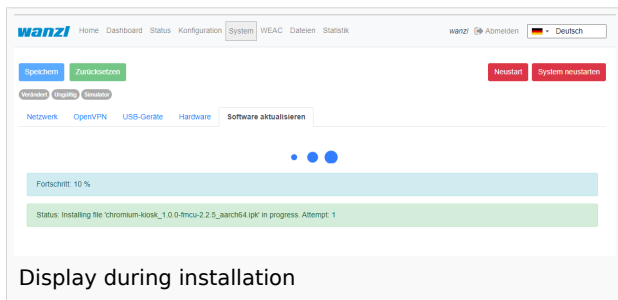 wanzl Home Dashboard Status Konfiguration System WEAC Dateien Statistik wanzl Abmelden Deutsch
Speichern Zurücksetzen Neustart System neustarten
Verändert Ungültig Simulator
Netzwerk OpenVPN USB-Geräte Hardware Software aktualisieren
Fortschritt: 10 %
Status: Installing file 'chromium-kiosk_1.0.0-fmcu-2.2.5_aarch64.ipk' in progress. Attempt: 1
Display during installation